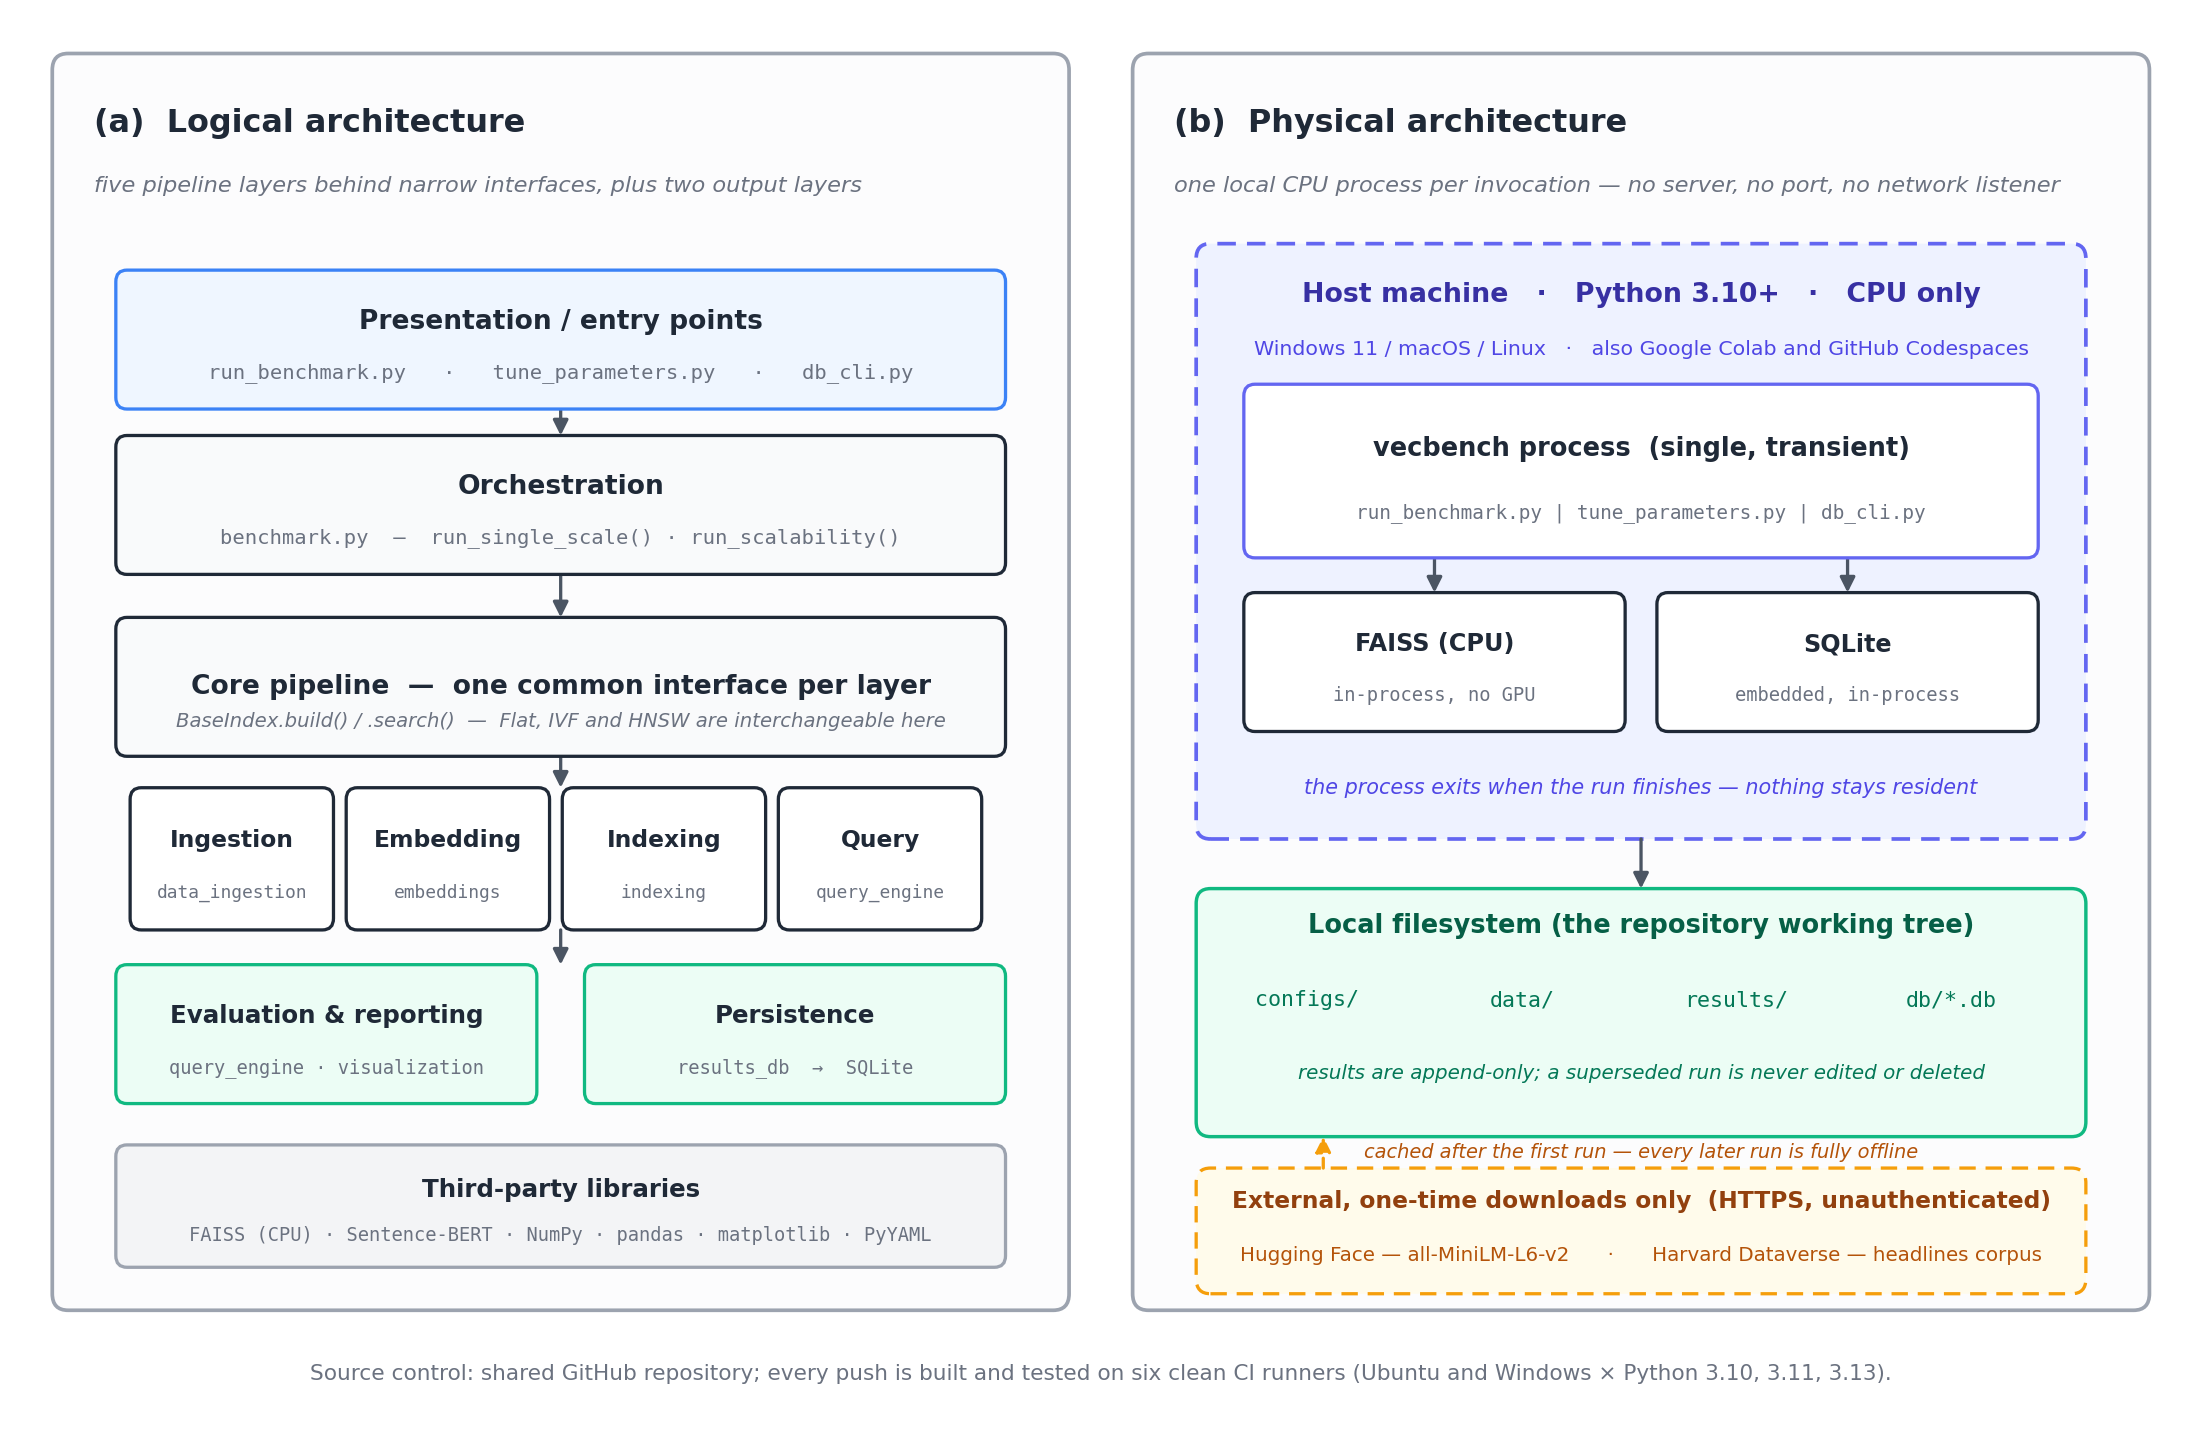 (a)  Logical architecture
five pipeline layers behind narrow interfaces, plus two output layers
Presentation / entry points
run_benchmark.py   ·   tune_parameters.py   ·   db_cli.py
Orchestration
benchmark.py  —  run_single_scale() · run_scalability()
Core pipeline  —  one common interface per layer
BaseIndex.build() / .search()  —  Flat, IVF and HNSW are interchangeable here
Ingestion
data_ingestion
Embedding
embeddings
Indexing
indexing
Query
query_engine
Evaluation & reporting
query_engine · visualization
Persistence
results_db  →  SQLite
Third-party libraries
FAISS (CPU) · Sentence-BERT · NumPy · pandas · matplotlib · PyYAML
(b)  Physical architecture
one local CPU process per invocation — no server, no port, no network listener
Host machine   ·   Python 3.10+   ·   CPU only
Windows 11 / macOS / Linux   ·   also Google Colab and GitHub Codespaces
vecbench process  (single, transient)
run_benchmark.py | tune_parameters.py | db_cli.py
FAISS (CPU)
in-process, no GPU
SQLite
embedded, in-process
the process exits when the run finishes — nothing stays resident
Local filesystem (the repository working tree)
configs/   data/   results/   db/*.db
results are append-only; a superseded run is never edited or deleted
cached after the first run — every later run is fully offline
External, one-time downloads only  (HTTPS, unauthenticated)
Hugging Face — all-MiniLM-L6-v2   ·   Harvard Dataverse — headlines corpus
Source control: shared GitHub repository; every push is built and tested on six clean CI runners (Ubuntu and Windows × Python 3.10, 3.11, 3.13).